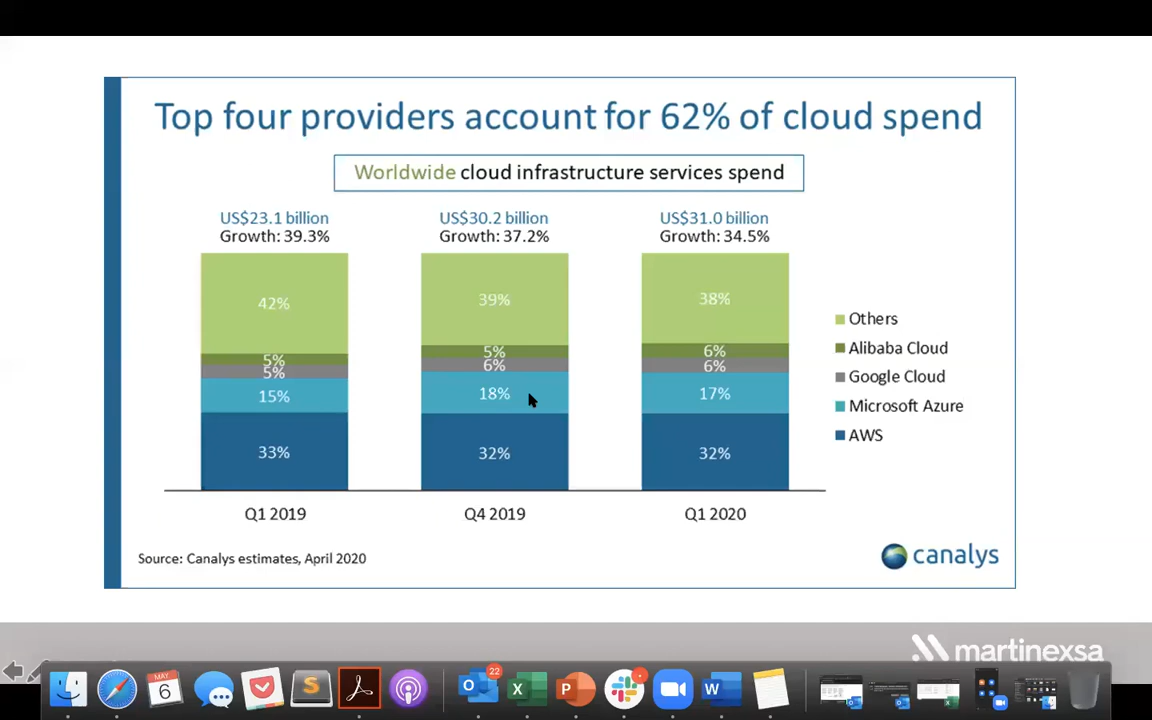 Top four providers account for 62% of cloud spend
Worldwide cloud infrastructure services spend
US$23.1 billion
Growth: 39.3%
US$30.2 billion
Growth: 37.2%
US$31.0 billion
Growth: 34.5%
42%
5%
5%
15%
33%
39%
5%
6%
18%
32%
38%
6%
6%
17%
32%
Others
Alibaba Cloud
Google Cloud
Microsoft Azure
AWS
Q1 2019
Q4 2019
Q1 2020
Source: Canalys estimates, April 2020
canalys
martinexsa
MAY
6
S
O
22
X
P
W